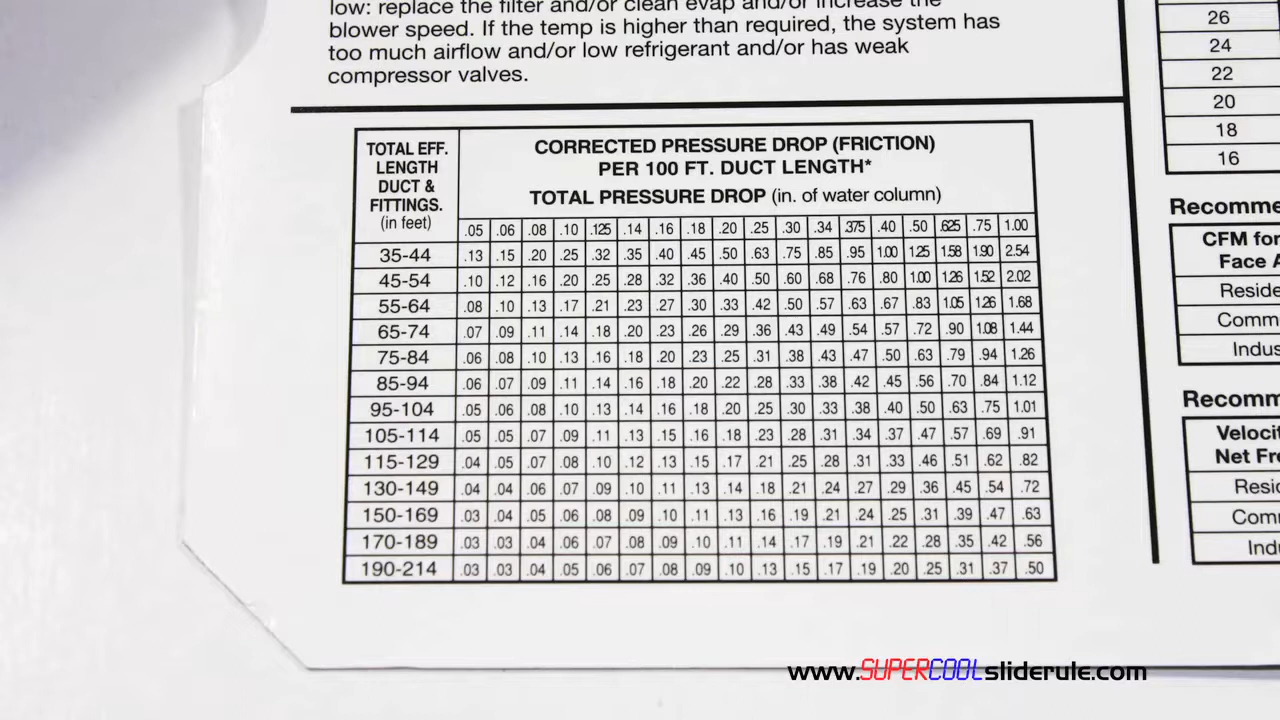 low: replace the filter and/or clean evap and/or increase the
blower speed. If the temp is higher than required, the system has
too much airflow and/or low refrigerant and/or has weak
compressor valves.
TOTAL EFF.
LENGTH
DUCT &
FITTINGS.
(in feet)
CORRECTED PRESSURE DROP (FRICTION)
PER 100 FT. DUCT LENGTH*
TOTAL PRESSURE DROP (in. of water column)
.05 .06 .08 .10 .125 .14 .16 .18 .20 .25 .30 .34 .375 .40 .50 .625 .75 1.00
35-44 .13 .15 .20 .25 .32 .35 .40 .45 .50 .63 .75 .85 .95 1.00 1.25 1.58 1.90 2.54
45-54 .10 .12 .16 .20 .25 .28 .32 .36 .40 .50 .60 .68 .76 .80 1.00 1.26 1.52 2.02
55-64 .08 .10 .13 .17 .21 .23 .27 .30 .33 .42 .50 .57 .63 .67 .83 1.05 1.26 1.68
65-74 .07 .09 .11 .14 .18 .20 .23 .26 .29 .36 .43 .49 .54 .57 .72 .90 1.08 1.44
75-84 .06 .08 .10 .13 .16 .18 .20 .23 .25 .31 .38 .43 .47 .50 .63 .79 .94 1.26
85-94 .06 .07 .09 .11 .14 .16 .18 .20 .22 .28 .33 .38 .42 .45 .56 .70 .84 1.12
95-104 .05 .06 .08 .10 .13 .14 .16 .18 .20 .25 .30 .33 .38 .40 .50 .63 .75 1.01
105-114 .05 .05 .07 .09 .11 .13 .15 .16 .18 .23 .28 .31 .34 .37 .47 .57 .69 .91
115-129 .04 .05 .07 .08 .10 .12 .13 .15 .17 .21 .25 .28 .31 .33 .46 .51 .62 .82
130-149 .04 .04 .06 .07 .09 .10 .11 .13 .14 .18 .21 .24 .27 .29 .36 .45 .54 .72
150-169 .03 .04 .05 .06 .08 .09 .10 .11 .13 .16 .19 .21 .24 .25 .31 .39 .47 .63
170-189 .03 .03 .04 .06 .07 .08 .09 .10 .11 .14 .17 .19 .21 .22 .28 .35 .42 .56
190-214 .03 .03 .04 .05 .06 .07 .08 .09 .10 .13 .15 .17 .19 .20 .25 .31 .37 .50
26
24
22
20
18
16
Recomme
CFM for
Face A
Reside
Comm
Indus
Recomm
Velocit
Net Fre
Resid
Comm
Indu
www.SUPERCOOLsliderule.com